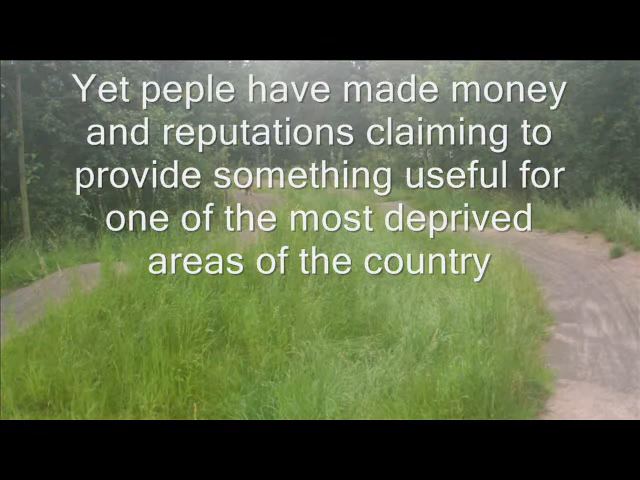 Yet peple have made money
and reputations claiming to
provide something useful for
one of the most deprived
areas of the country